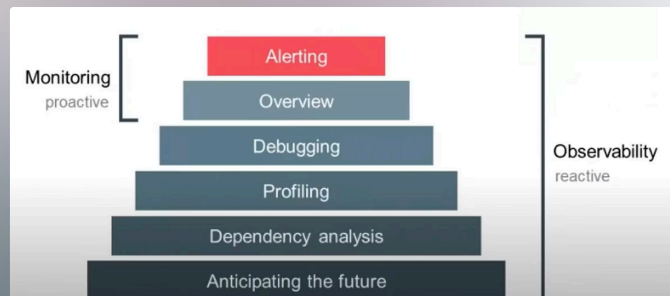 Alerting
Monitoring
proactive
Overview
Debugging
Observability
reactive
Profiling
Dependency analysis
Anticipating the future